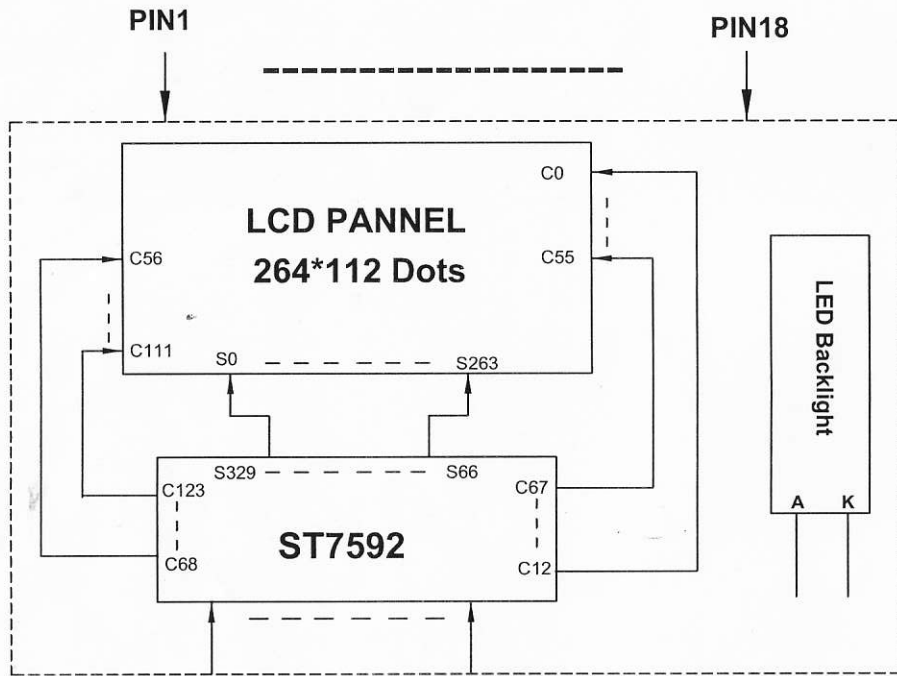 PIN1
PIN18
C0
LCD PANNEL
264*112 Dots
C56
C55
C111
S0
S263
LED Backlight
S329
S66
C123
C67
ST7592
C68
C12
A
K